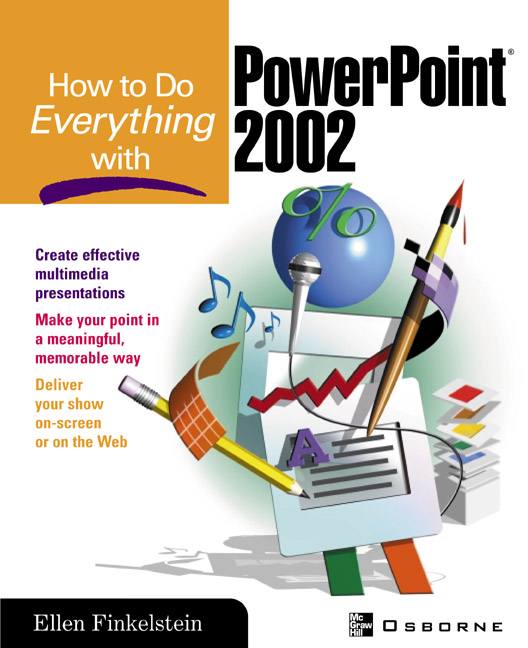 How to Do
Everything
with
PowerPoint®
2002
Create effective
multimedia
presentations
Make your point in
a meaningful,
memorable way
Deliver
your show
on-screen
or on the Web
%
A
Ellen Finkelstein
Mc
Graw
Hill
OSBORNE